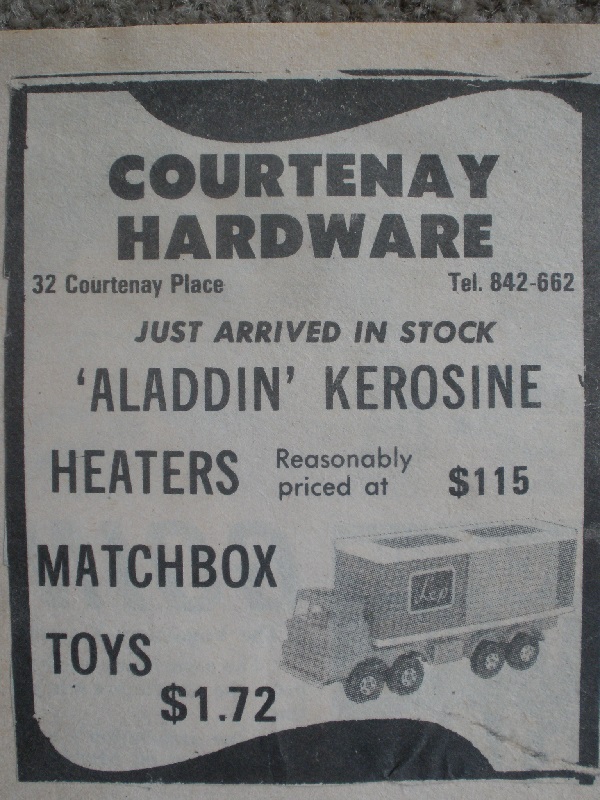 COURTENAY
HARDWARE
32 Courtenay Place Tel. 842-662
JUST ARRIVED IN STOCK
'ALADDIN' KEROSINE
HEATERS Reasonably priced at $115
MATCHBOX
TOYS
$1.72
Lep